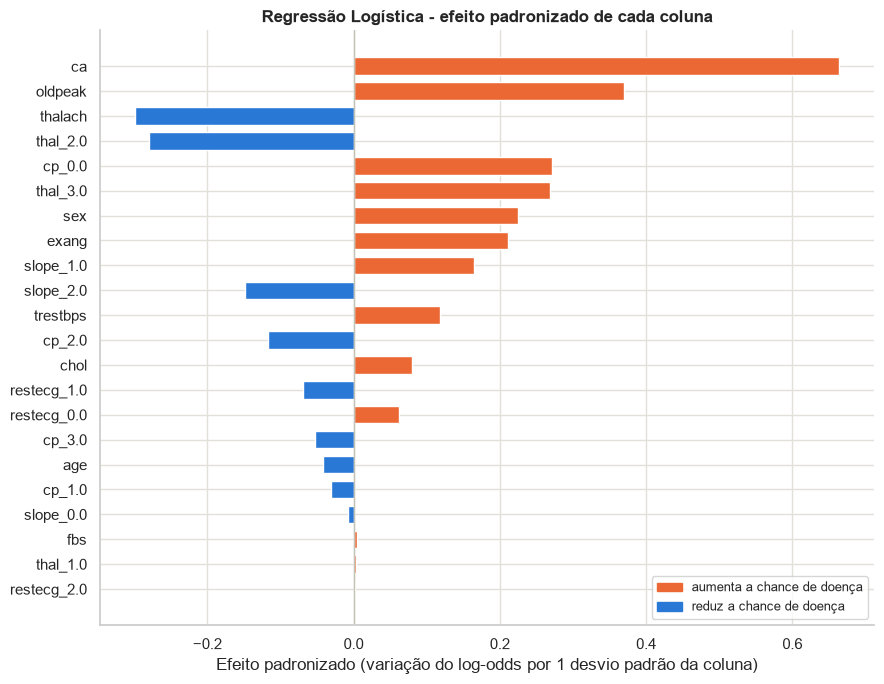 Regressão Logística - efeito padronizado de cada coluna
ca
oldpeak
thalach
thal_2.0
cp_0.0
thal_3.0
sex
exang
slope_1.0
slope_2.0
trestbps
cp_2.0
chol
restecg_1.0
restecg_0.0
cp_3.0
age
cp_1.0
slope_0.0
fbs
thal_1.0
restecg_2.0
aumenta a chance de doença
reduz a chance de doença
−0.2 0.0 0.2 0.4 0.6
Efeito padronizado (variação do log-odds por 1 desvio padrão da coluna)